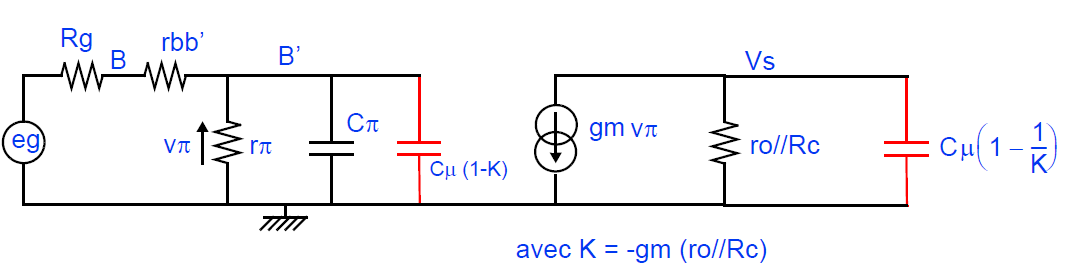 Rg
B
rbb’
B’
Vs
eg
vπ
rπ
Cπ
Cμ (1-K)
gm vπ
ro//Rc
Cμ(1 − 1/K)
avec K = -gm (ro//Rc)